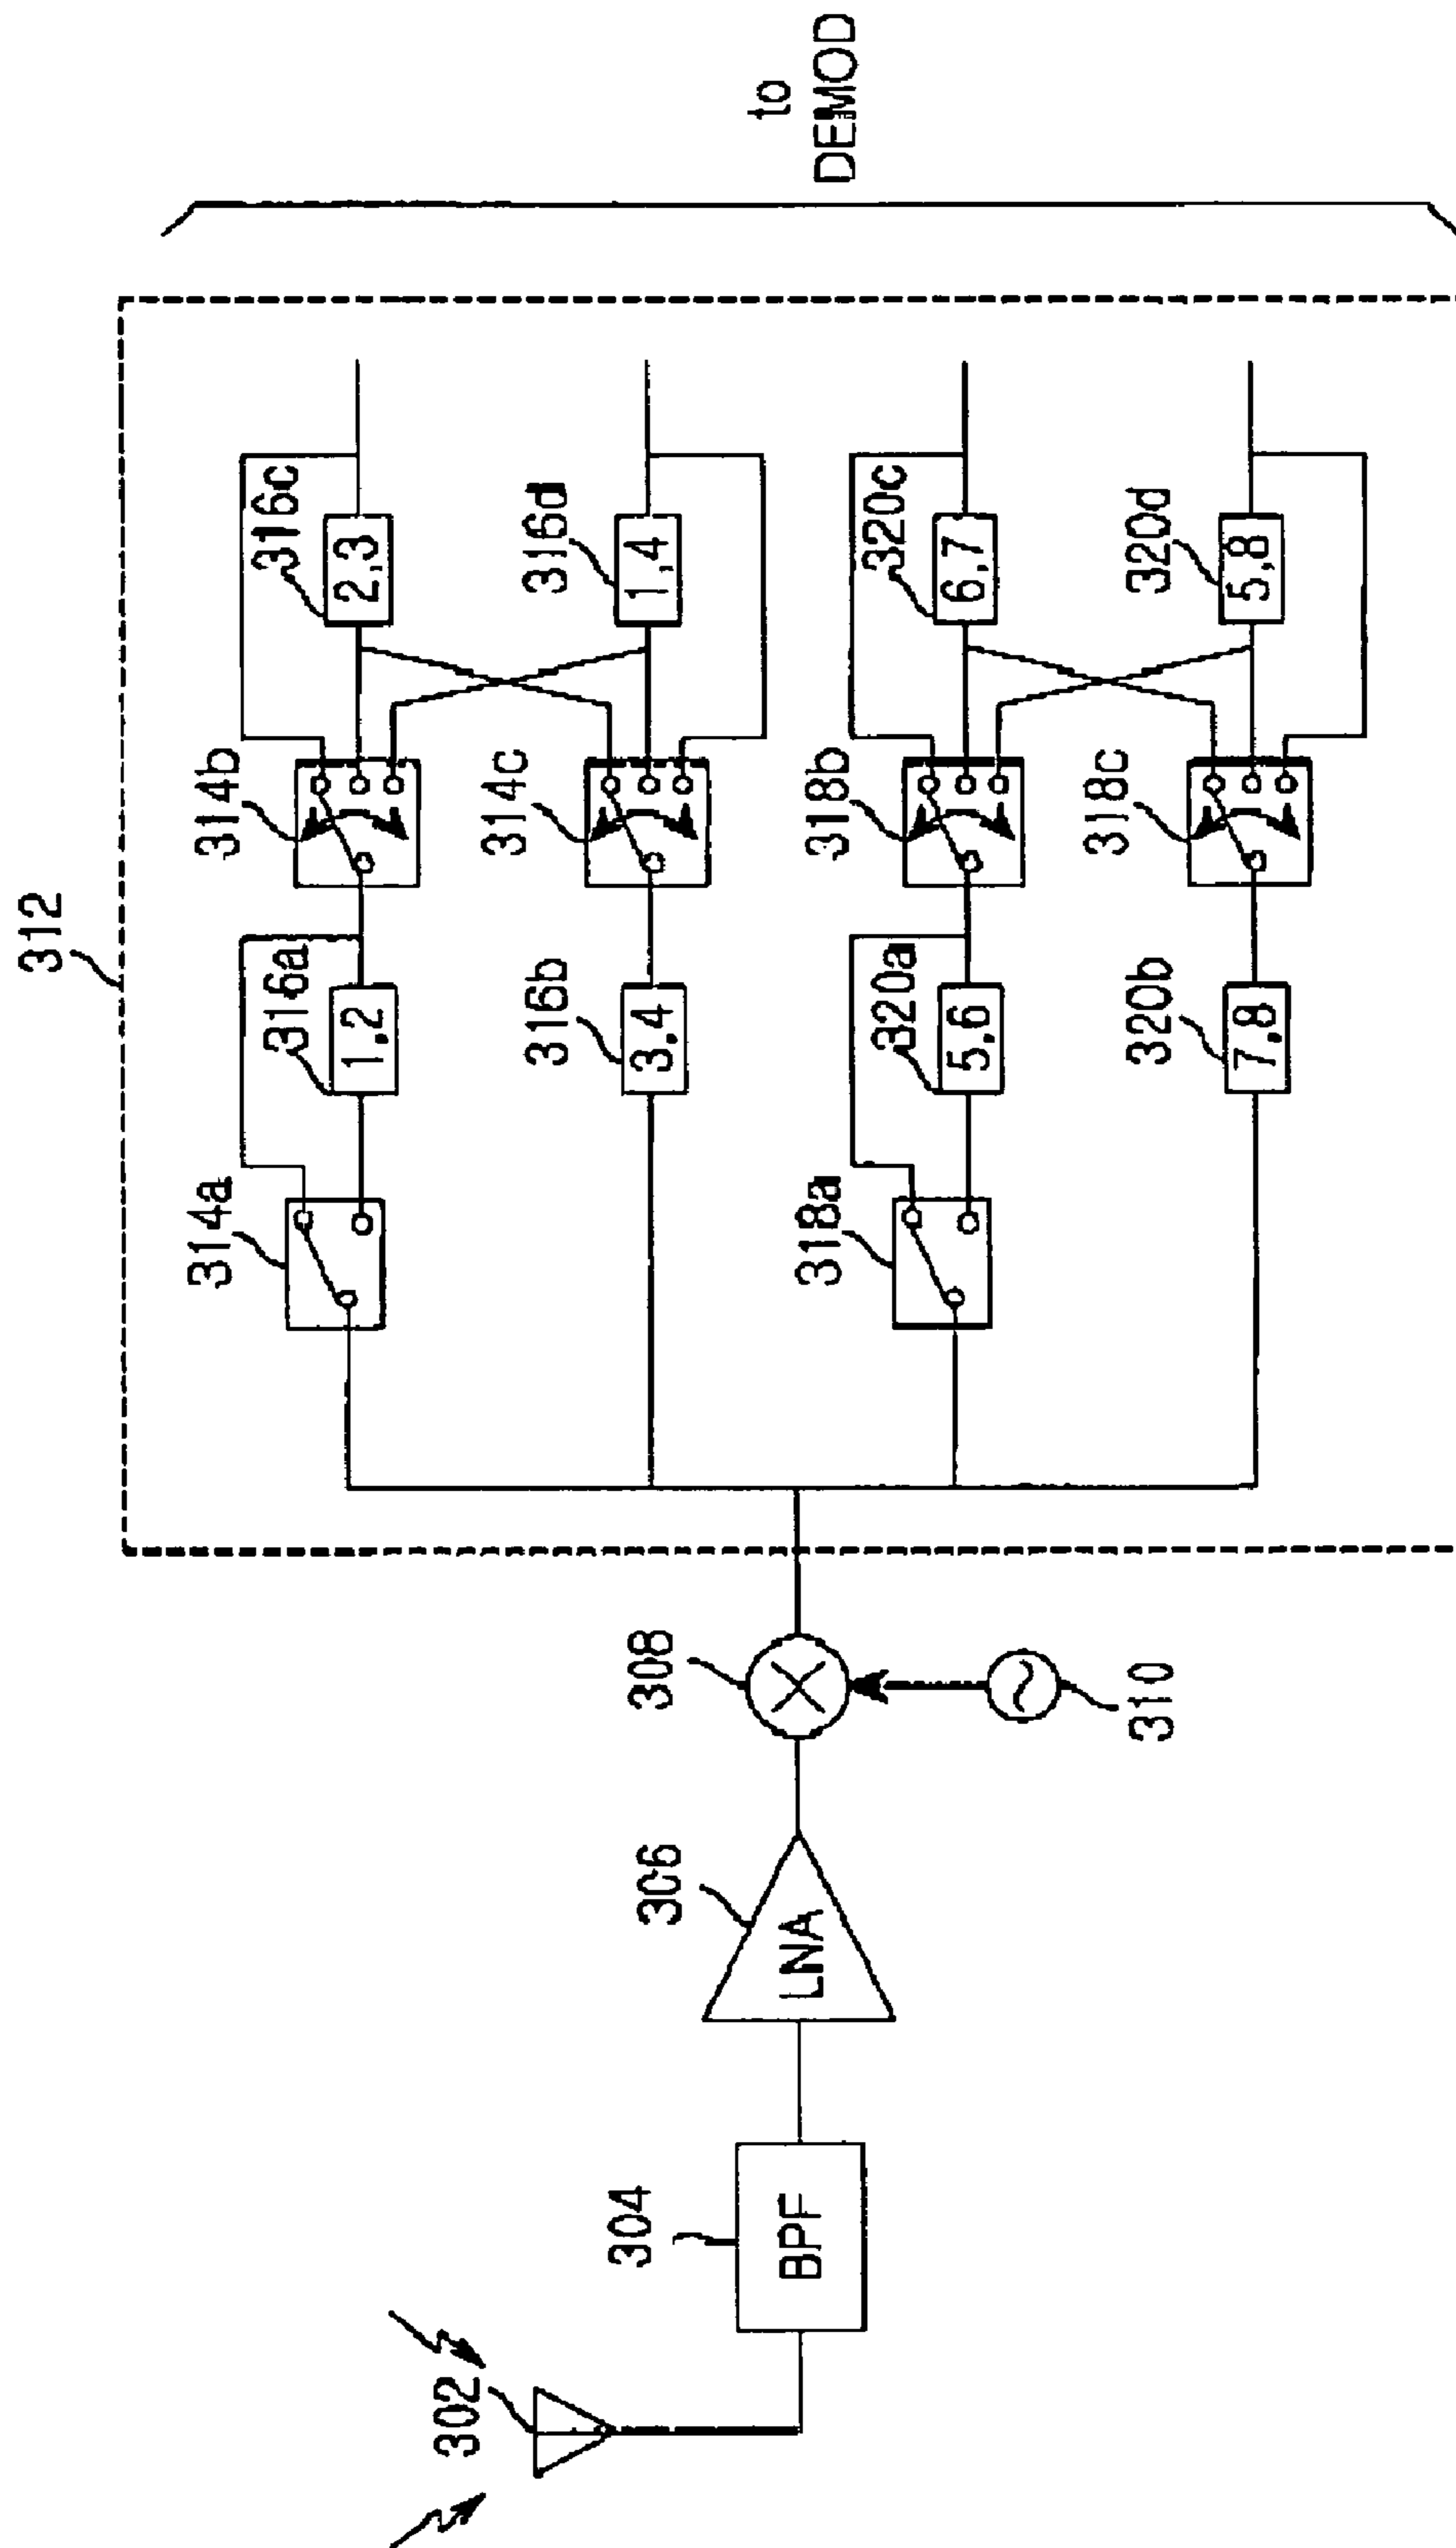 312
314a
316a
1,2
314b
316c
2,3
316b
3,4
314c
316d
1,4
318a
320a
5,6
318b
320c
6,7
320b
7,8
318c
320d
5,8
to
DEMOD
302
304
BPF
306
LNA
308
310